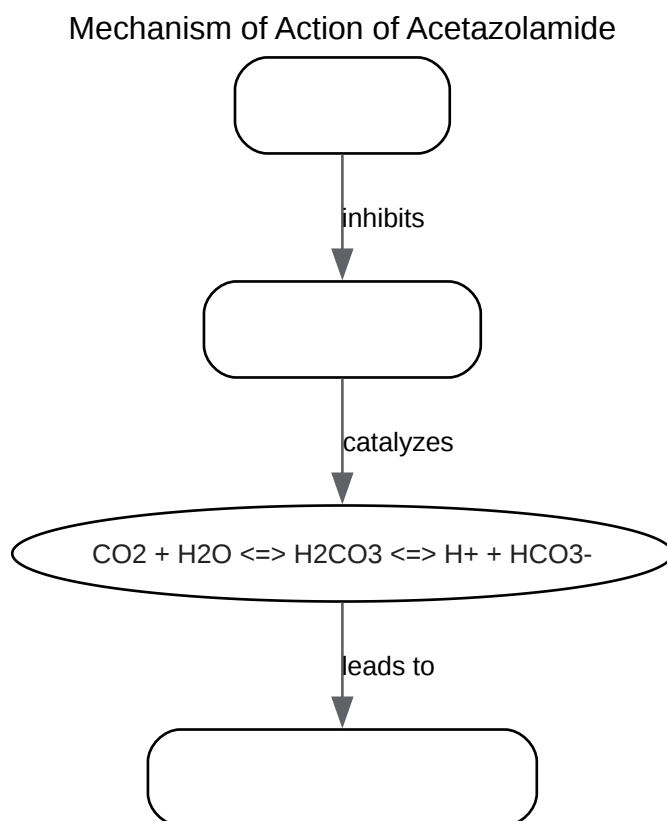 Mechanism of Action of Acetazolamide
inhibits
catalyzes
CO2 + H2O <=> H2CO3 <=> H+ + HCO3-
leads to